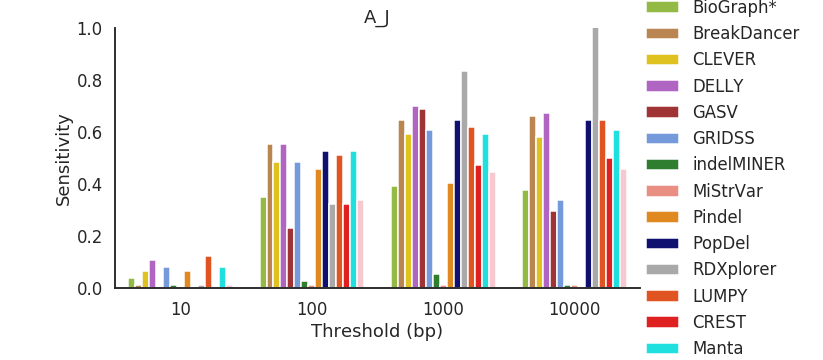 A_J
1.0
0.8
0.6
0.4
0.2
0.0
Sensitivity
10
100
1000
10000
Threshold (bp)
BioGraph*
BreakDancer
CLEVER
DELLY
GASV
GRIDSS
indelMINER
MiStrVar
Pindel
PopDel
RDXplorer
LUMPY
CREST
Manta